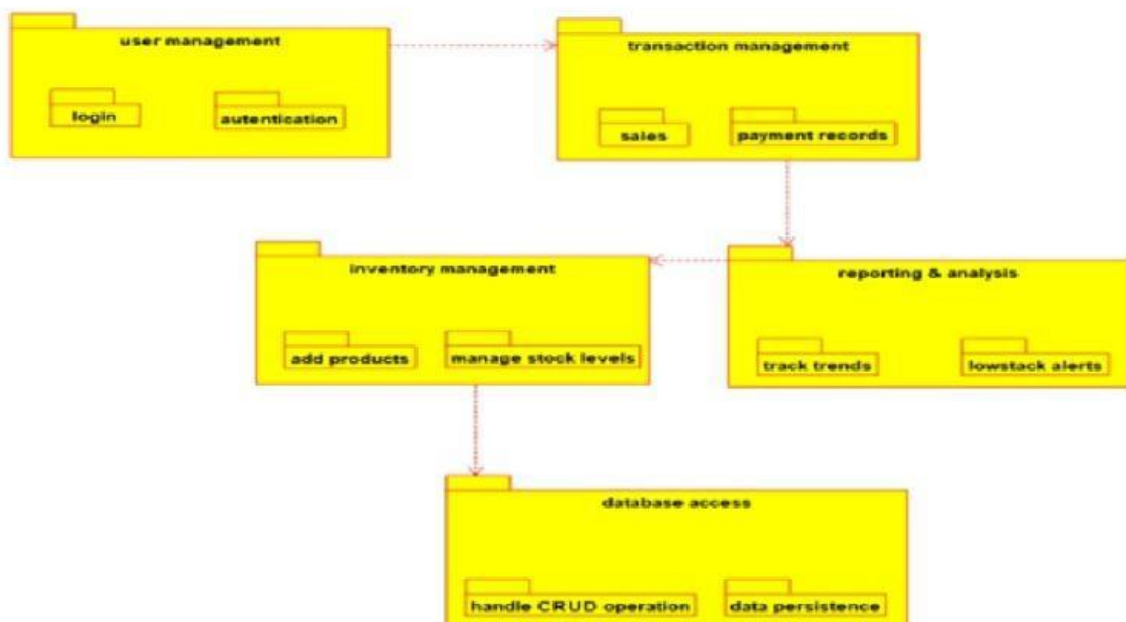 user management
login
autentication
transaction management
sales
payment records
inventory management
add products
manage stock levels
reporting & analysis
track trends
lowstack alerts
database access
handle CRUD operation
data persistence